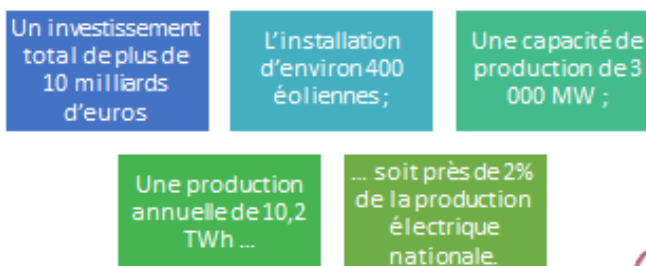 Un investissement
total de plus de
10 milliards
d'euros
L'installation
d'environ 400
éoliennes ;
Une capacité de
production de 3
000 MW ;
Une production
annuelle de 10,2
TWh ...
... soit près de 2%
de la production
électrique
nationale.